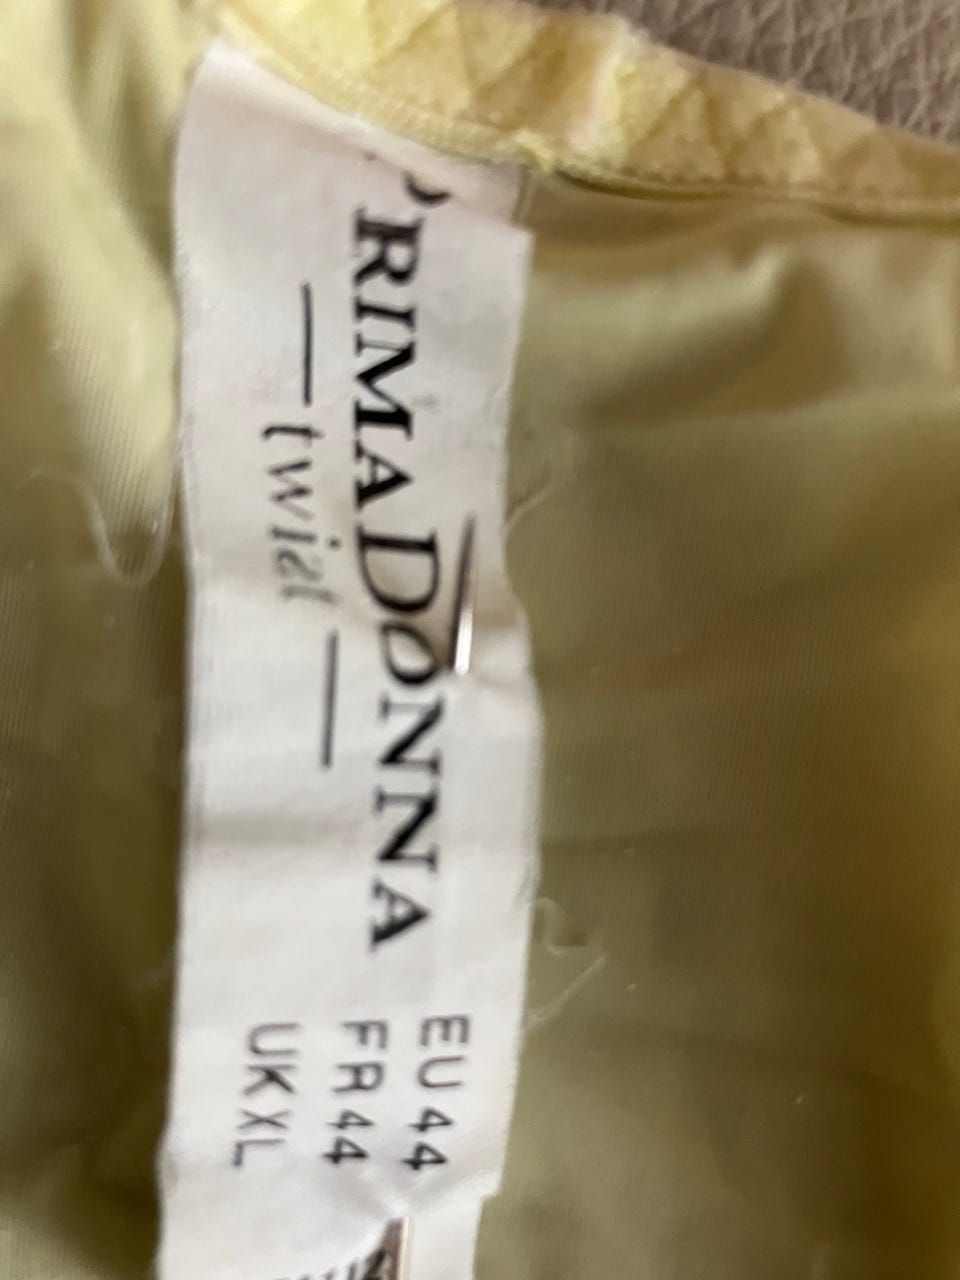 PRIMADONNA
— twist —
EU 44
FR 44
UK XL